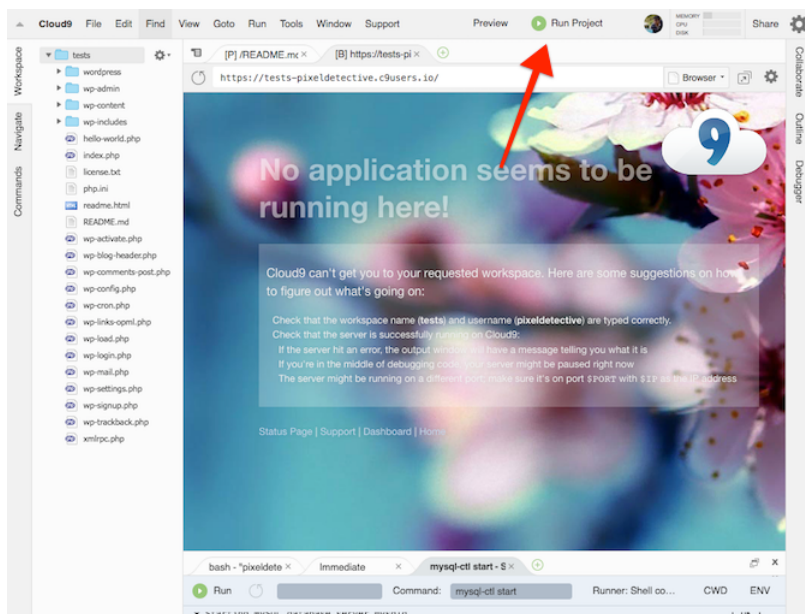 Cloud9 File Edit Find View Goto Run Tools Window Support Preview Run Project MEMORY CPU DISK Share
Workspace
Navigate
Commands
tests
wordpress
wp-admin
wp-content
wp-includes
hello-world.php
index.php
license.txt
php.ini
readme.html
README.md
wp-activate.php
wp-blog-header.php
wp-comments-post.php
wp-config.php
wp-cron.php
wp-links-opml.php
wp-load.php
wp-login.php
wp-mail.php
wp-settings.php
wp-signup.php
wp-trackback.php
xmlrpc.php
[P] /README.mc × [B] https://tests-pi ×
https://tests-pixeldetective.c9users.io/ Browser
9
No application seems to be
running here!
Cloud9 can't get you to your requested workspace. Here are some suggestions on how
to figure out what's going on:
Check that the workspace name (tests) and username (pixeldetective) are typed correctly.
Check that the server is successfully running on Cloud9:
If the server hit an error, the output window will have a message telling you what it is
If you're in the middle of debugging code, your server might be paused right now
The server might be running on a different port, make sure it's on port $PORT with $IP as the IP address
Status Page | Support | Dashboard | Home
Collaborate
Outline
Debugger
bash - "pixeldete × Immediate × mysql-ctl start - S × x
Run Command: mysql-ctl start Runner: Shell co... CWD ENV